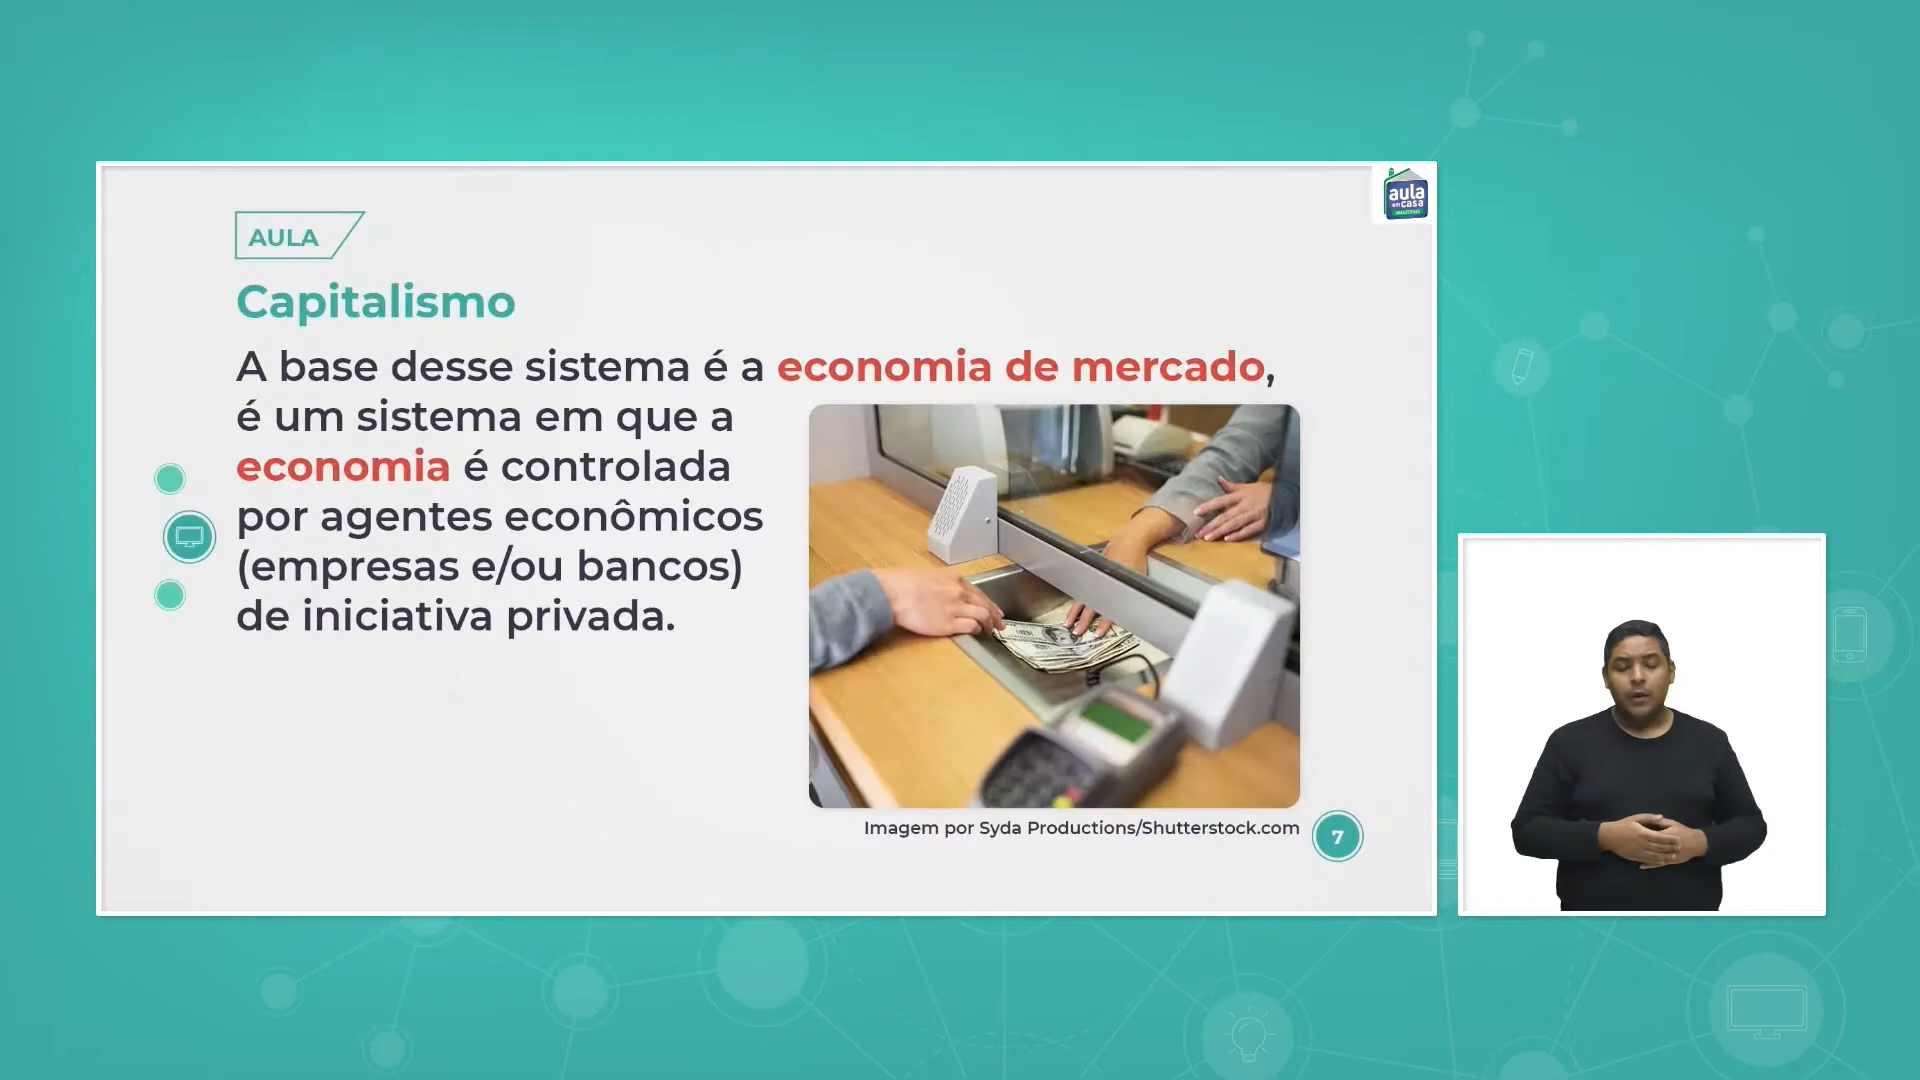 aula
em casa
AMAZONAS
AULA
Capitalismo
A base desse sistema é a economia de mercado,
é um sistema em que a
economia é controlada
por agentes econômicos
(empresas e/ou bancos)
de iniciativa privada.
Imagem por Syda Productions/Shutterstock.com
7